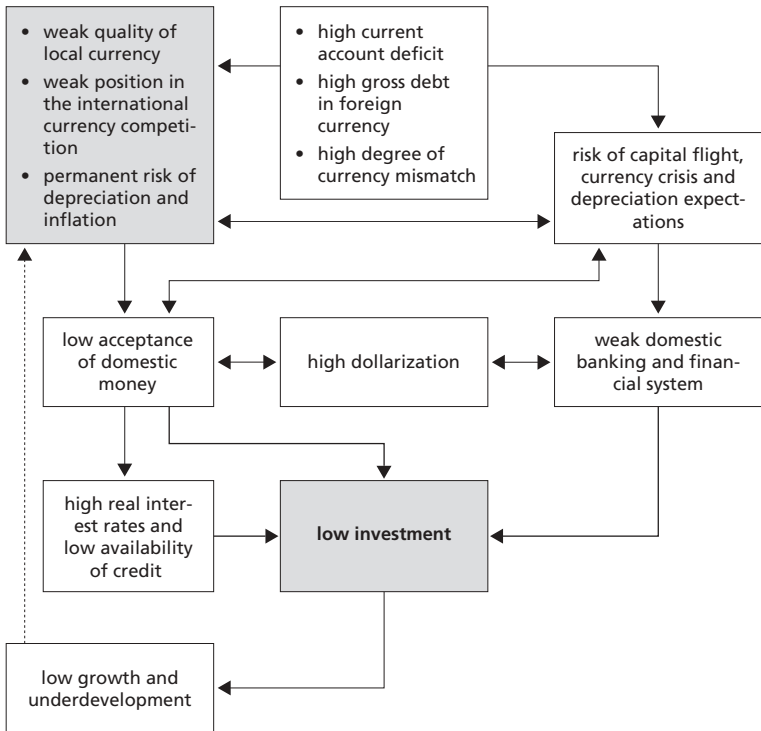 • weak quality of
local currency
• weak position in
the international
currency competi-
tion
• permanent risk of
depreciation and
inflation
• high current
account deficit
• high gross debt
in foreign
currency
• high degree of
currency mismatch
risk of capital flight,
currency crisis and
depreciation expect-
ations
low acceptance
of domestic
money
high dollarization
weak domestic
banking and finan-
cial system
high real inter-
est rates and
low availability
of credit
low investment
low growth and
underdevelopment